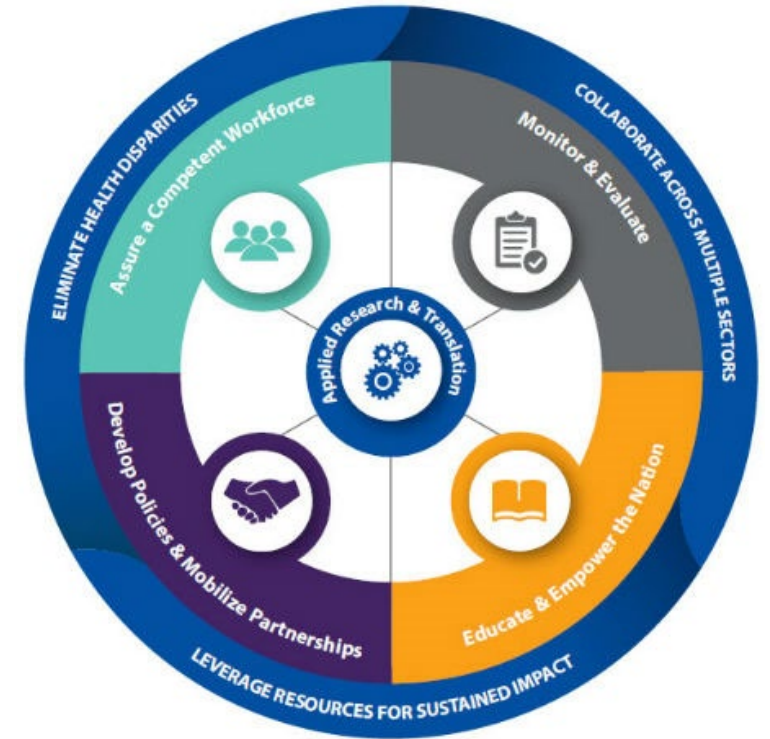 ELIMINATE HEALTH DISPARITIES
COLLABORATE ACROSS MULTIPLE SECTORS
LEVERAGE RESOURCES FOR SUSTAINED IMPACT
Assure a Competent Workforce
Monitor & Evaluate
Applied Research & Translation
Develop Policies & Mobilize Partnerships
Educate & Empower the Nation